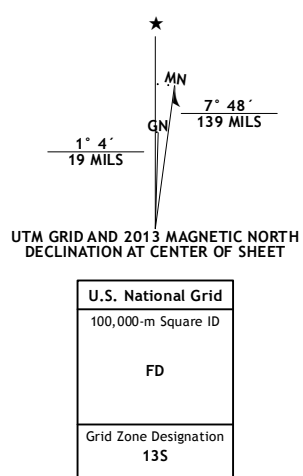 MN
GN
7° 48´
139 MILS
1° 4´
19 MILS
UTM GRID AND 2013 MAGNETIC NORTH
DECLINATION AT CENTER OF SHEET
U.S. National Grid
100,000-m Square ID
FD
Grid Zone Designation
13S